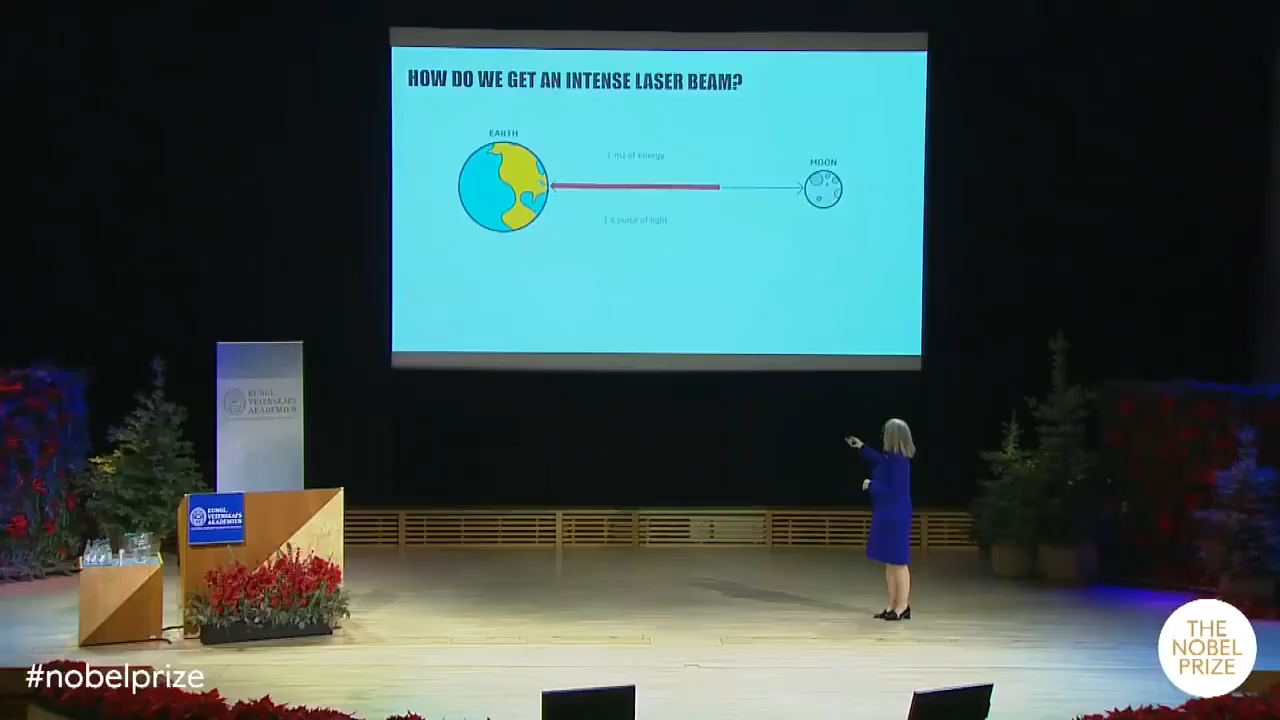 HOW DO WE GET AN INTENSE LASER BEAM?
EARTH
1 mJ of energy
MOON
1 s pulse of light
KUNGL.
VETENSKAPS
AKADEMIEN
KUNGL.
VETENSKAPS
AKADEMIEN
#nobelprize
THE
NOBEL
PRIZE